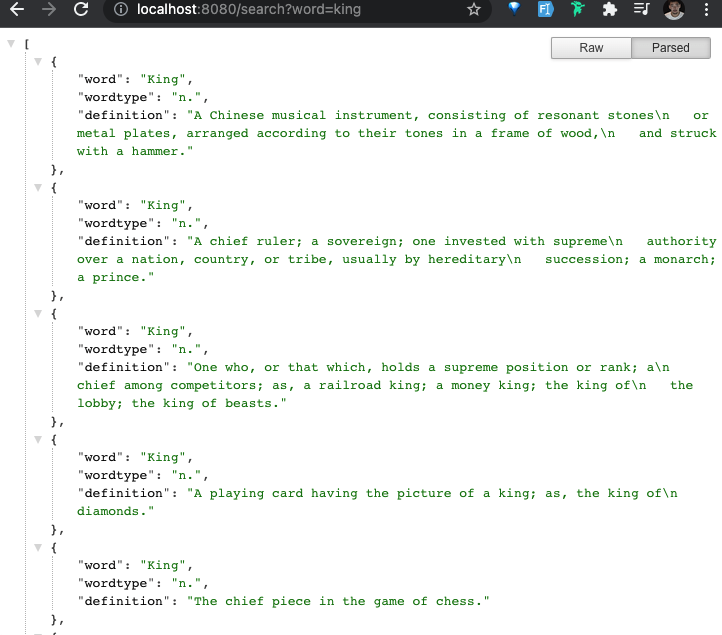 localhost:8080/search?word=king
Raw Parsed
[
{
"word": "King",
"wordtype": "n.",
"definition": "A Chinese musical instrument, consisting of resonant stones\n   or
metal plates, arranged according to their tones in a frame of wood,\n   and struck
with a hammer."
},
{
"word": "King",
"wordtype": "n.",
"definition": "A chief ruler; a sovereign; one invested with supreme\n   authority
over a nation, country, or tribe, usually by hereditary\n   succession; a monarch;
a prince."
},
{
"word": "King",
"wordtype": "n.",
"definition": "One who, or that which, holds a supreme position or rank; a\n
chief among competitors; as, a railroad king; a money king; the king of\n   the
lobby; the king of beasts."
},
{
"word": "King",
"wordtype": "n.",
"definition": "A playing card having the picture of a king; as, the king of\n
diamonds."
},
{
"word": "King",
"wordtype": "n.",
"definition": "The chief piece in the game of chess."
},